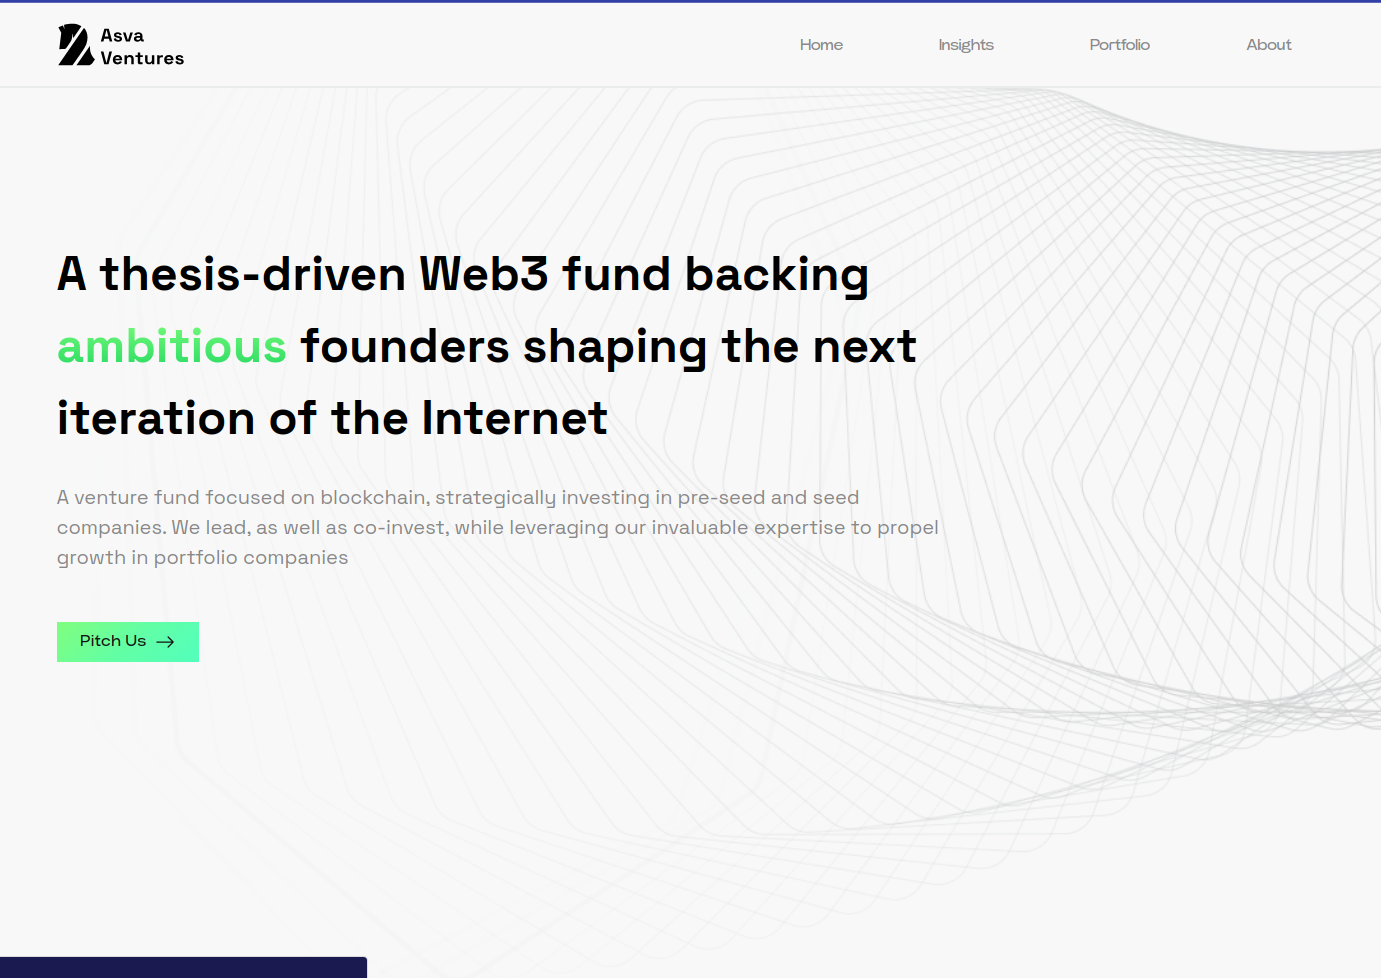 Asva
Ventures
Home
Insights
Portfolio
About
A thesis-driven Web3 fund backing
ambitious founders shaping the next
iteration of the Internet
A venture fund focused on blockchain, strategically investing in pre-seed and seed
companies. We lead, as well as co-invest, while leveraging our invaluable expertise to propel
growth in portfolio companies
Pitch Us